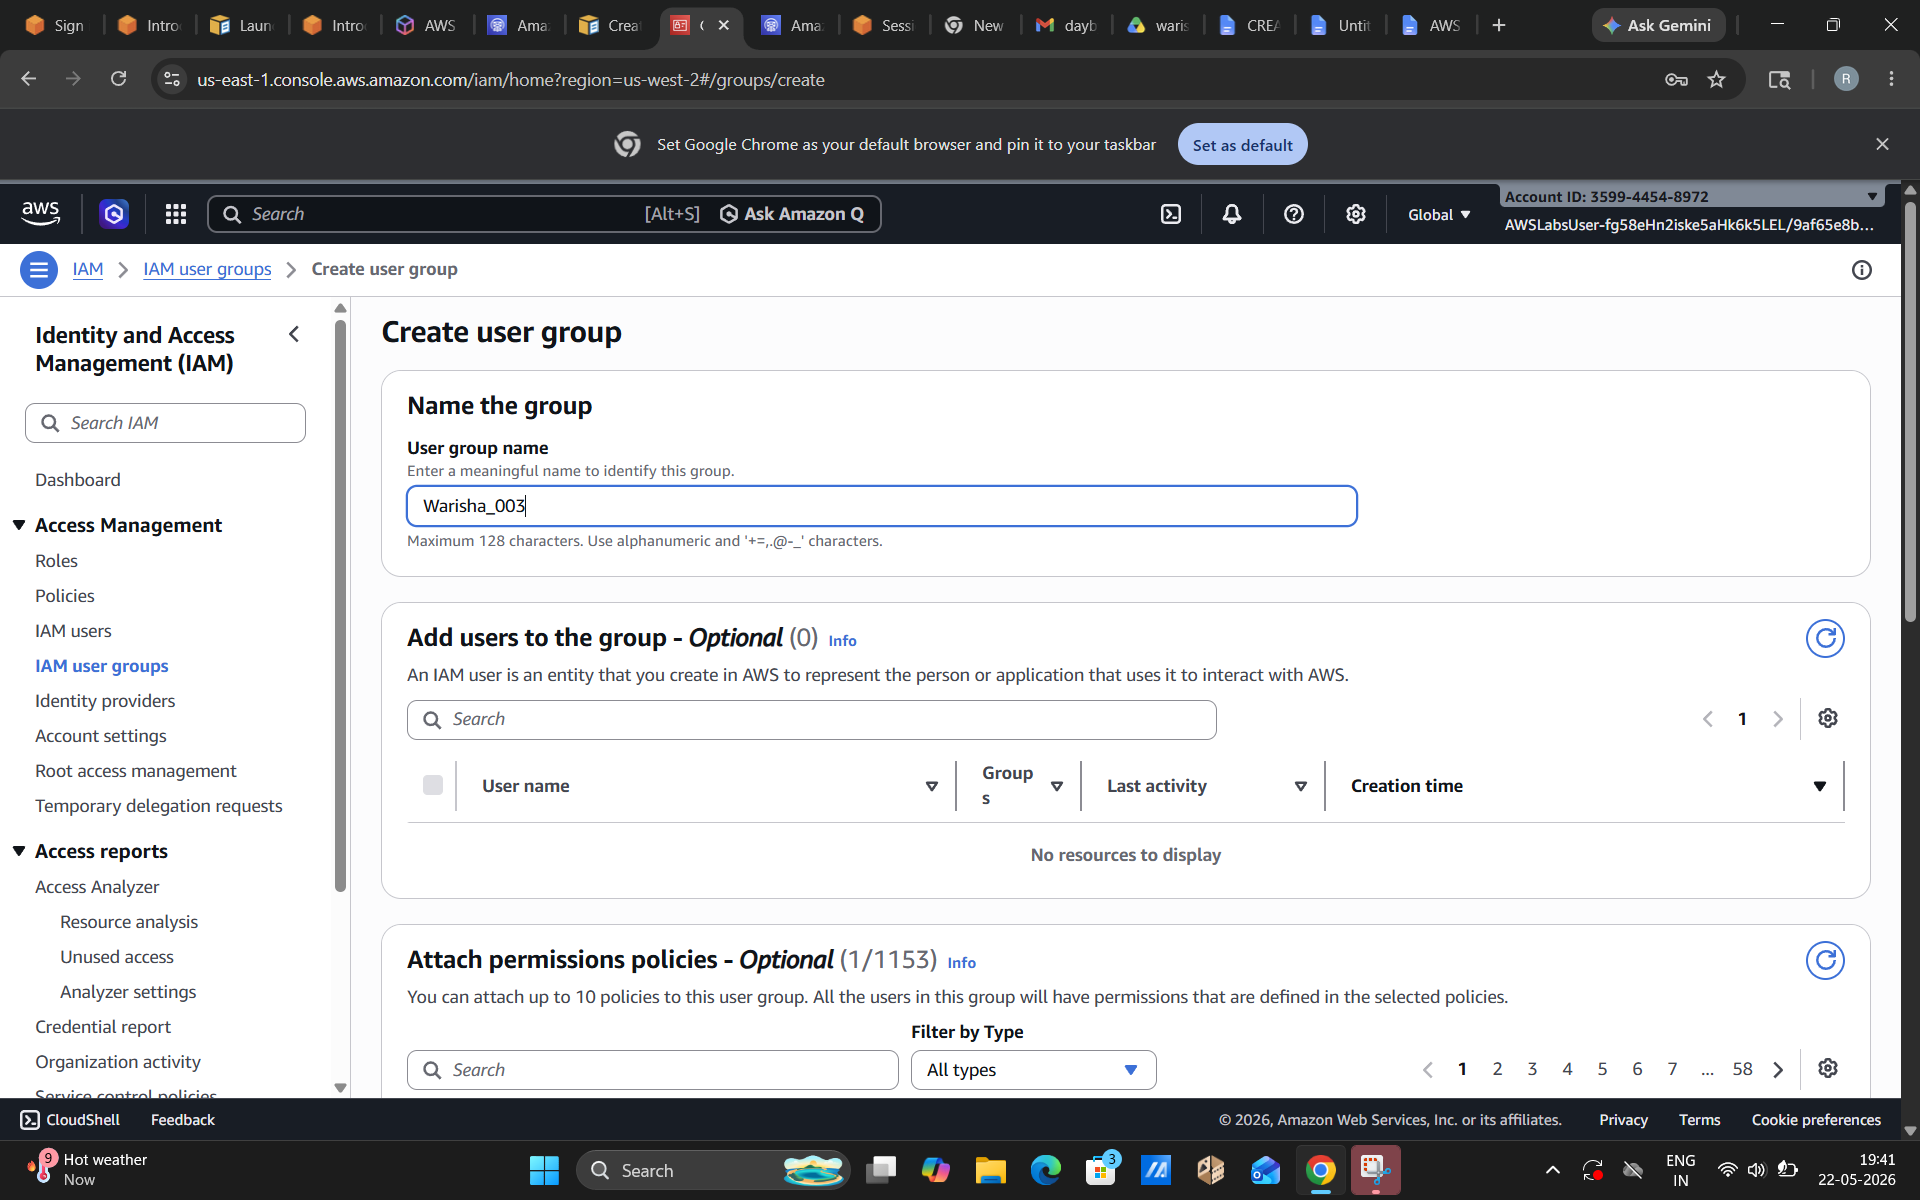 Sign
Intro
Laun
Intro
AWS
Ama
Crea
Ama
Sessi
New
dayb
waris
CREA
Untit
AWS
Ask Gemini
us-east-1.console.aws.amazon.com/iam/home?region=us-west-2#/groups/create
R
Set Google Chrome as your default browser and pin it to your taskbar
Set as default
aws
Search
[Alt+S]
Ask Amazon Q
Global
Account ID: 3599-4454-8972
AWSLabsUser-fg58eHn2iske5aHk6k5LEL/9af65e8b...
IAM
IAM user groups
Create user group
Identity and Access
Management (IAM)
Search IAM
Dashboard
Access Management
Roles
Policies
IAM users
IAM user groups
Identity providers
Account settings
Root access management
Temporary delegation requests
Access reports
Access Analyzer
Resource analysis
Unused access
Analyzer settings
Credential report
Organization activity
Service control policies
Create user group
Name the group
User group name
Enter a meaningful name to identify this group.
Warisha_003
Maximum 128 characters. Use alphanumeric and '+=,.@-_' characters.
Add users to the group - Optional (0) Info
An IAM user is an entity that you create in AWS to represent the person or application that uses it to interact with AWS.
Search
1
User name
Group
s
Last activity
Creation time
No resources to display
Attach permissions policies - Optional (1/1153) Info
You can attach up to 10 policies to this user group. All the users in this group will have permissions that are defined in the selected policies.
Filter by Type
Search
All types
1 2 3 4 5 6 7 ... 58
CloudShell
Feedback
© 2026, Amazon Web Services, Inc. or its affiliates.
Privacy
Terms
Cookie preferences
9
Hot weather
Now
Search
3
ENG
IN
19:41
22-05-2026